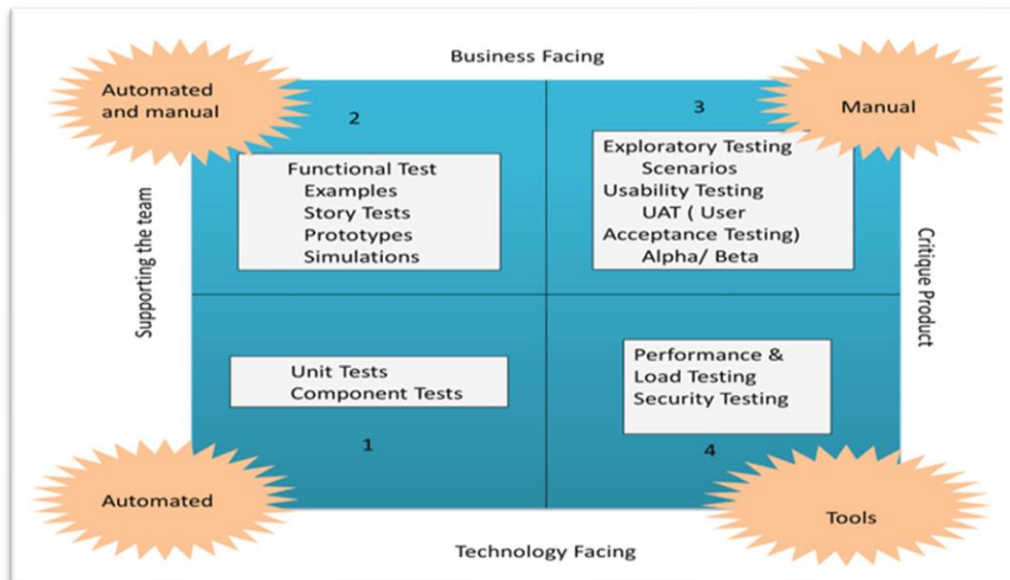 Business Facing
Automated
and manual
2
3
Manual
Functional Test
Examples
Story Tests
Prototypes
Simulations
Exploratory Testing
Scenarios
Usability Testing
UAT ( User
Acceptance Testing)
Alpha/ Beta
Supporting the team
Critique Product
Unit Tests
Component Tests
Performance &
Load Testing
Security Testing
1
4
Automated
Tools
Technology Facing